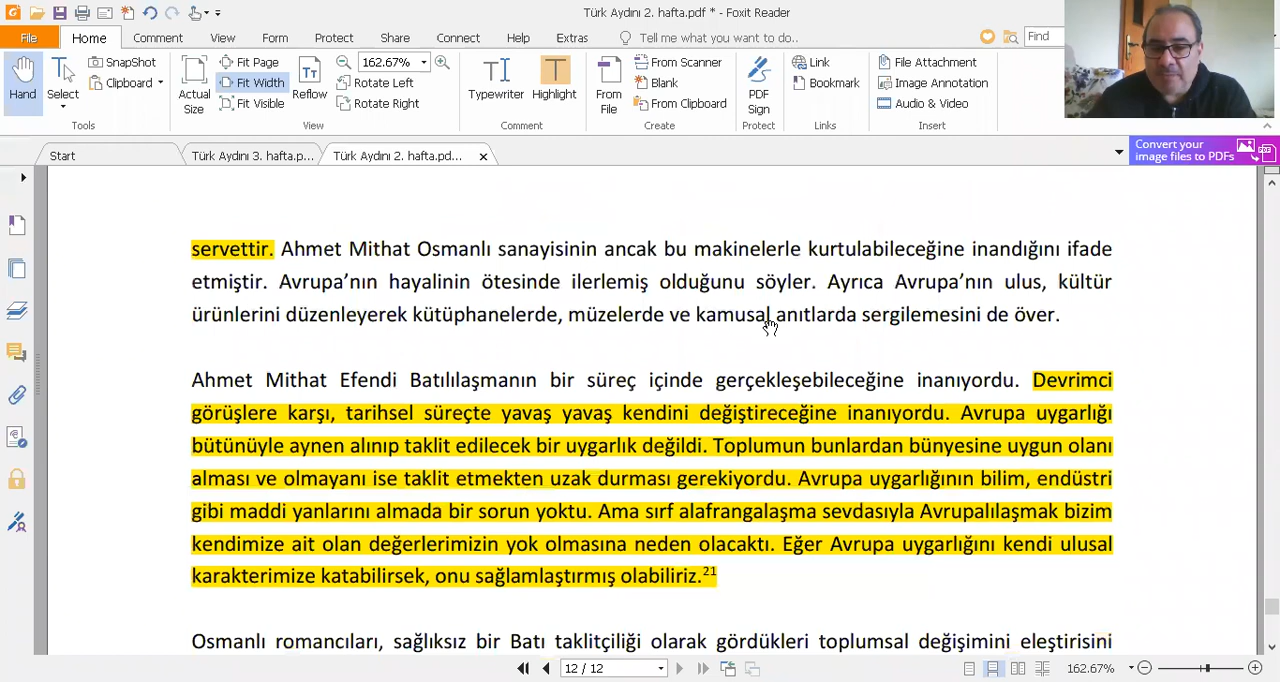 Türk Aydını 2. hafta.pdf * - Foxit Reader
File Home Comment View Form Protect Share Connect Help Extras Tell me what you want to do... Find
Hand Select SnapShot Clipboard Actual Size Fit Page Fit Width Fit Visible Reflow 162.67% Rotate Left Rotate Right Typewriter Highlight From File From Scanner Blank From Clipboard PDF Sign Link Bookmark File Attachment Image Annotation Audio & Video
Tools View Comment Create Protect Links Insert
Start Türk Aydını 3. hafta.p... Türk Aydını 2. hafta.pd...
Convert your
image files to PDFs
servettir. Ahmet Mithat Osmanlı sanayisinin ancak bu makinelerle kurtulabileceğine inandığını ifade
etmiştir. Avrupa’nın hayalinin ötesinde ilerlemiş olduğunu söyler. Ayrıca Avrupa’nın ulus, kültür
ürünlerini düzenleyerek kütüphanelerde, müzelerde ve kamusal anıtlarda sergilemesini de över.
Ahmet Mithat Efendi Batılılaşmanın bir süreç içinde gerçekleşebileceğine inanıyordu. Devrimci
görüşlere karşı, tarihsel süreçte yavaş yavaş kendini değiştireceğine inanıyordu. Avrupa uygarlığı
bütünüyle aynen alınıp taklit edilecek bir uygarlık değildi. Toplumun bunlardan bünyesine uygun olanı
alması ve olmayanı ise taklit etmekten uzak durması gerekiyordu. Avrupa uygarlığının bilim, endüstri
gibi maddi yanlarını almada bir sorun yoktu. Ama sırf alafrangalaşma sevdasıyla Avrupalılaşmak bizim
kendimize ait olan değerlerimizin yok olmasına neden olacaktı. Eğer Avrupa uygarlığını kendi ulusal
karakterimize katabilirsek, onu sağlamlaştırmış olabiliriz.21
Osmanlı romancıları, sağlıksız bir Batı taklitçiliği olarak gördükleri toplumsal değişimini eleştirisini
12 / 12 162.67%